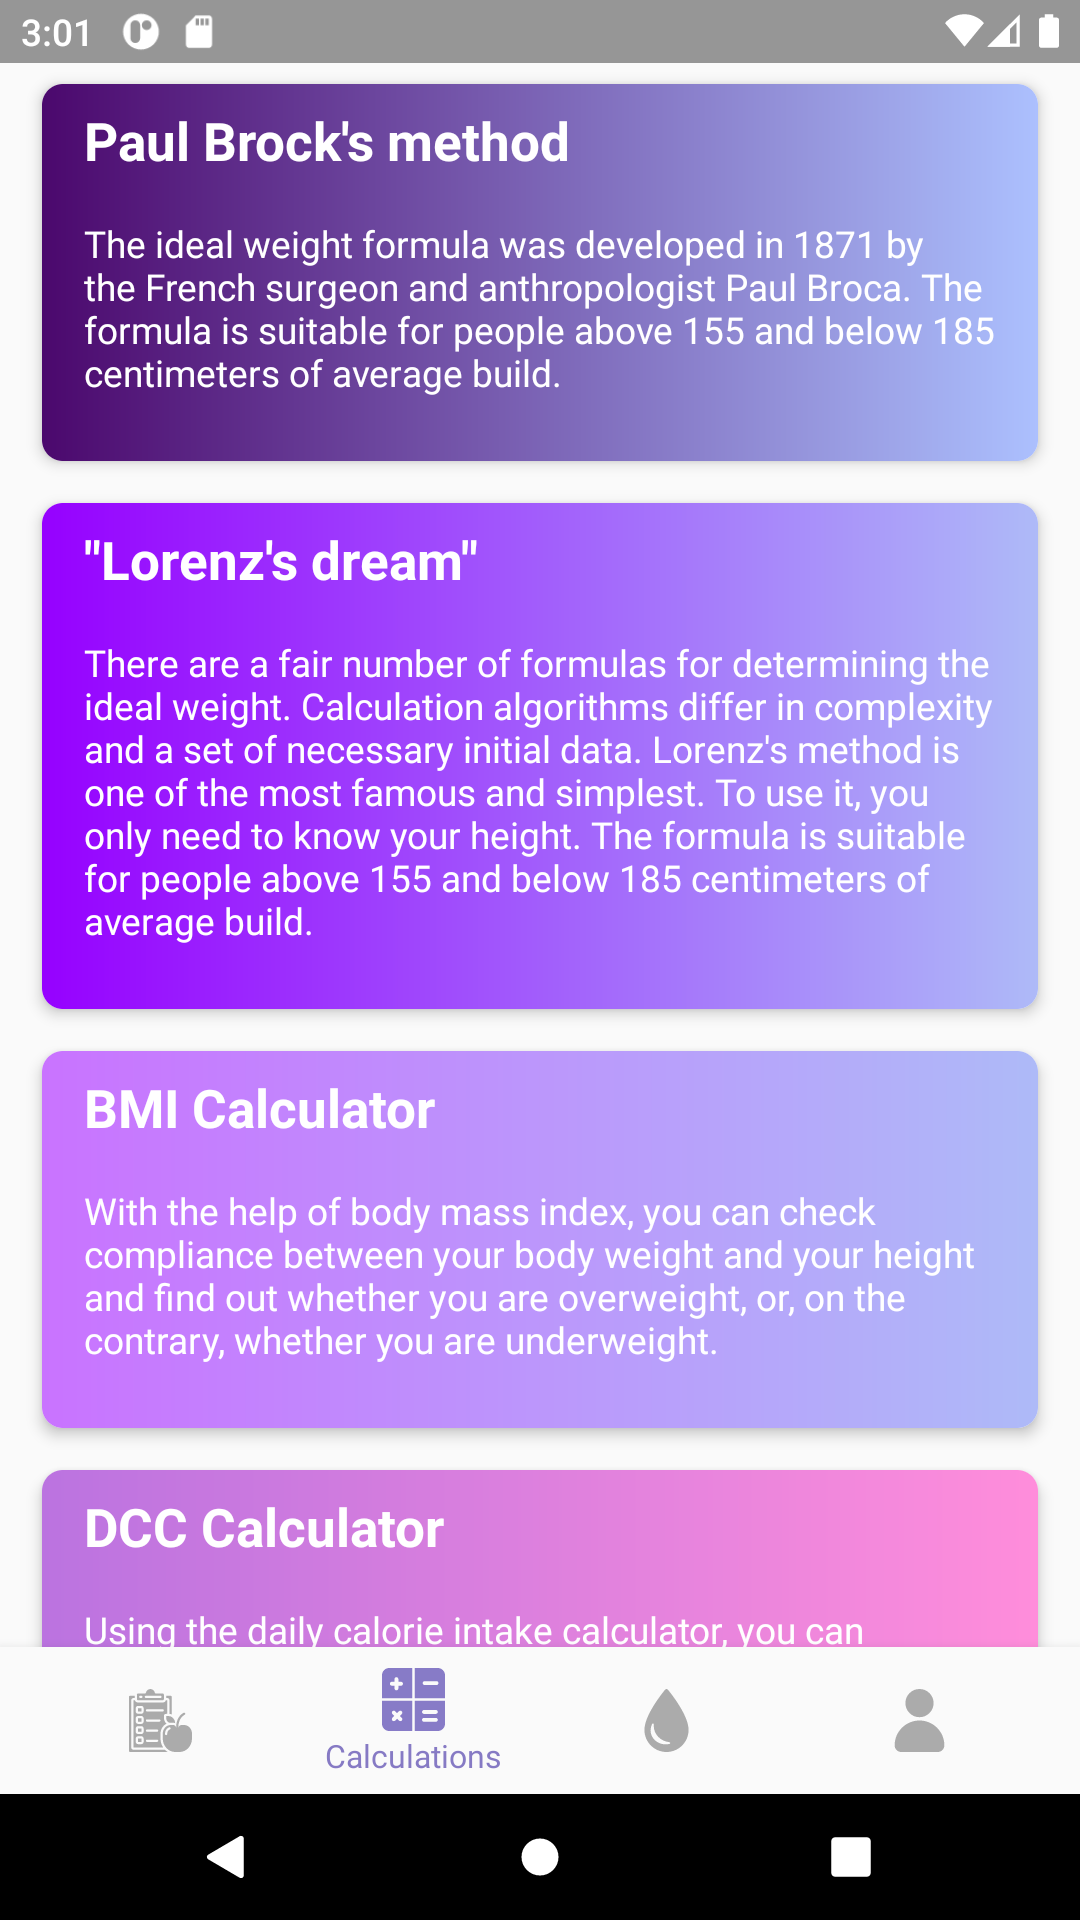 3:01
Paul Brock's method
The ideal weight formula was developed in 1871 by
the French surgeon and anthropologist Paul Broca. The
formula is suitable for people above 155 and below 185
centimeters of average build.
"Lorenz's dream"
There are a fair number of formulas for determining the
ideal weight. Calculation algorithms differ in complexity
and a set of necessary initial data. Lorenz's method is
one of the most famous and simplest. To use it, you
only need to know your height. The formula is suitable
for people above 155 and below 185 centimeters of
average build.
BMI Calculator
With the help of body mass index, you can check
compliance between your body weight and your height
and find out whether you are overweight, or, on the
contrary, whether you are underweight.
DCC Calculator
Using the daily calorie intake calculator, you can
Calculations